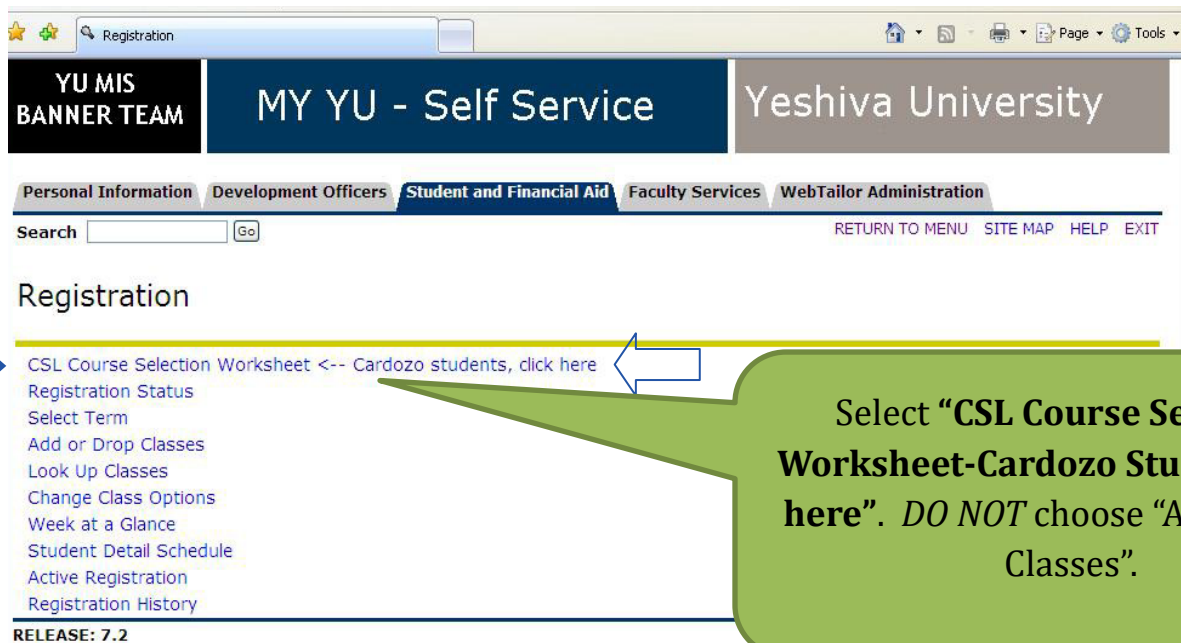 Registration
Page
Tools
YU MIS
BANNER TEAM
MY YU - Self Service
Yeshiva University
Personal Information Development Officers Student and Financial Aid Faculty Services WebTailor Administration
Search Go RETURN TO MENU SITE MAP HELP EXIT
Registration
CSL Course Selection Worksheet <-- Cardozo students, click here
Registration Status
Select Term
Add or Drop Classes
Look Up Classes
Change Class Options
Week at a Glance
Student Detail Schedule
Active Registration
Registration History
RELEASE: 7.2
Select “CSL Course
Worksheet-Cardozo
here”. DO NOT choose
Classes”.